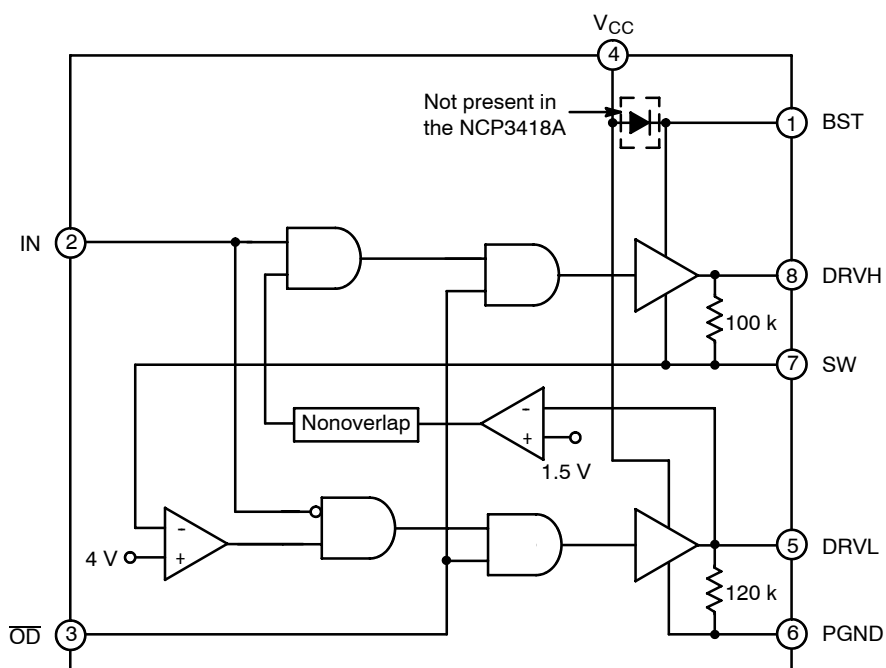 VCC
4
Not present in
the NCP3418A
1 BST
IN 2
8 DRVH
100 k
7 SW
Nonoverlap
-
+
1.5 V
-
+
4 V
5 DRVL
120 k
OD 3
6 PGND